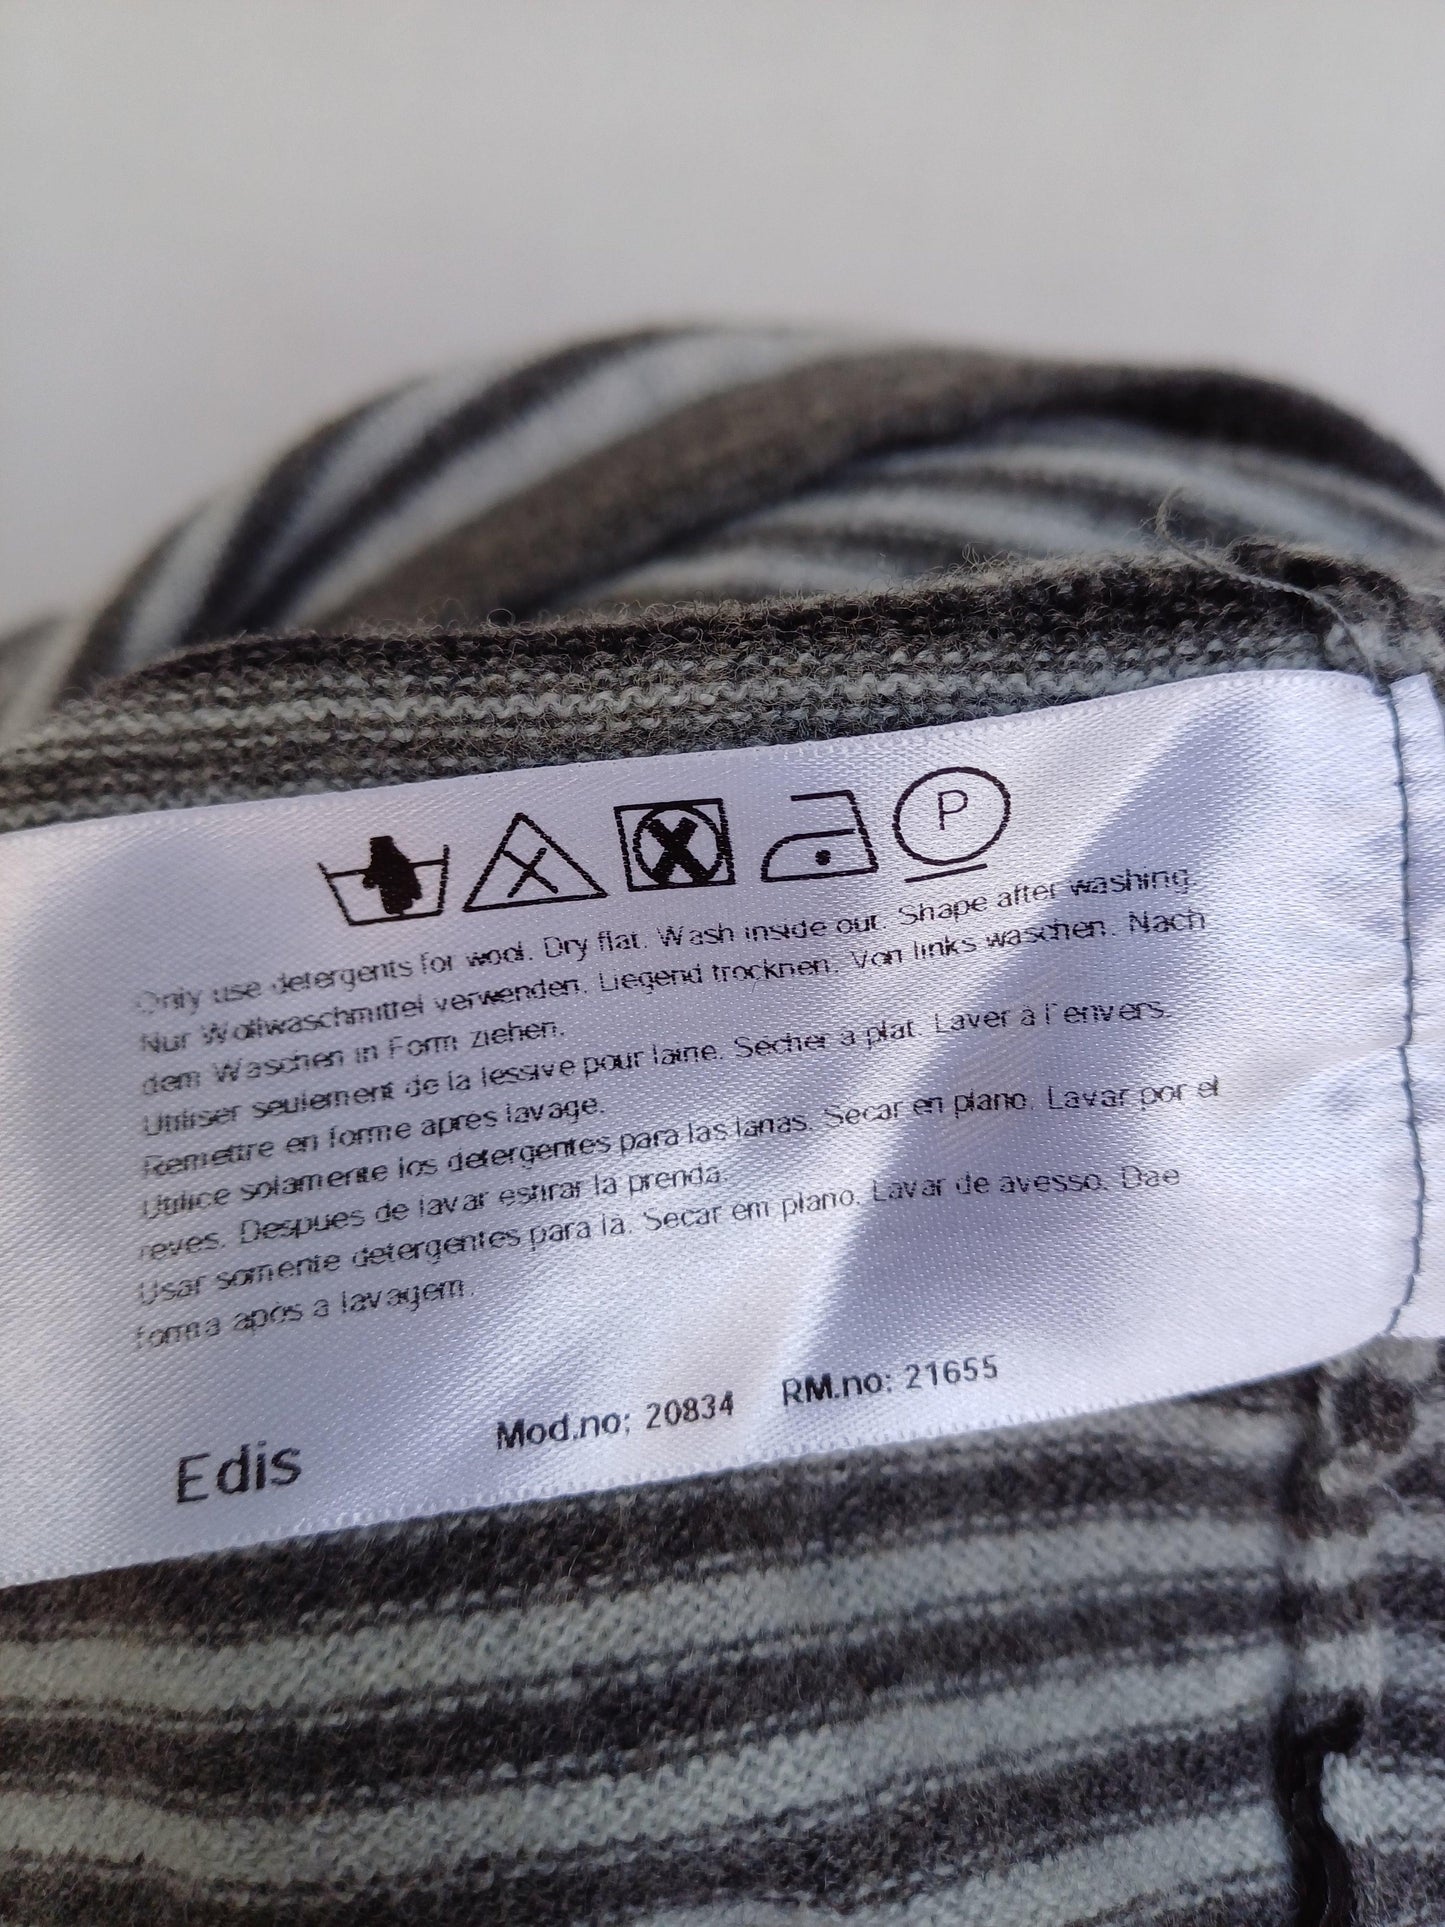 P
Only use detergents for wool. Dry flat. Wash inside out. Shape after washing.
Nur Wollwaschmittel verwenden. Liegend trocknen. Von links waschen. Nach
dem Waschen in Form ziehen.
Utiliser seulement de la lessive pour laine. Secher a plat. Laver à l'envers.
Remettre en forme apres lavage.
Utilice solamente los detergentes para las lanas. Secar en plano. Lavar por el
reves. Despues de lavar estirar la prenda.
Usar somente detergentes para la. Secar em plano. Lavar de avesso. Dae
forma apòs a lavagem.
Mod.no: 20834 RM.no: 21655
Edis